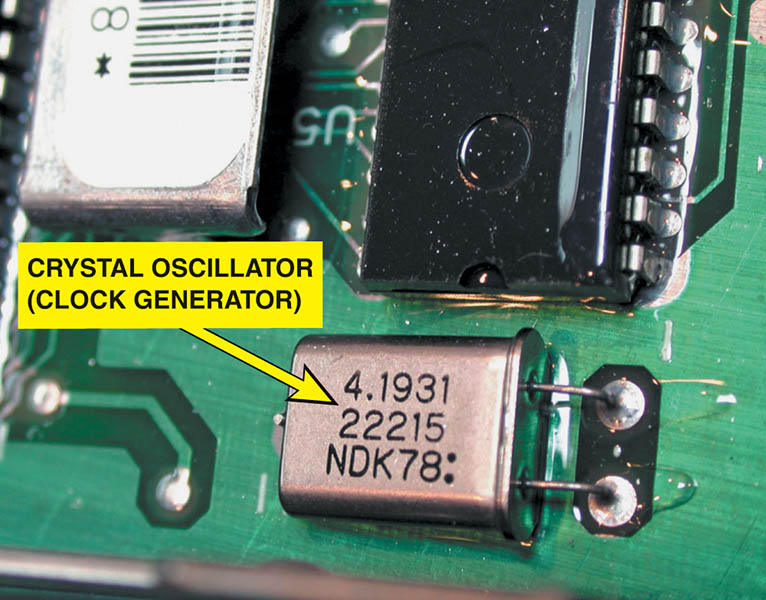 8
*
U5
CRYSTAL OSCILLATOR
(CLOCK GENERATOR)
4.1931
22215
NDK78: